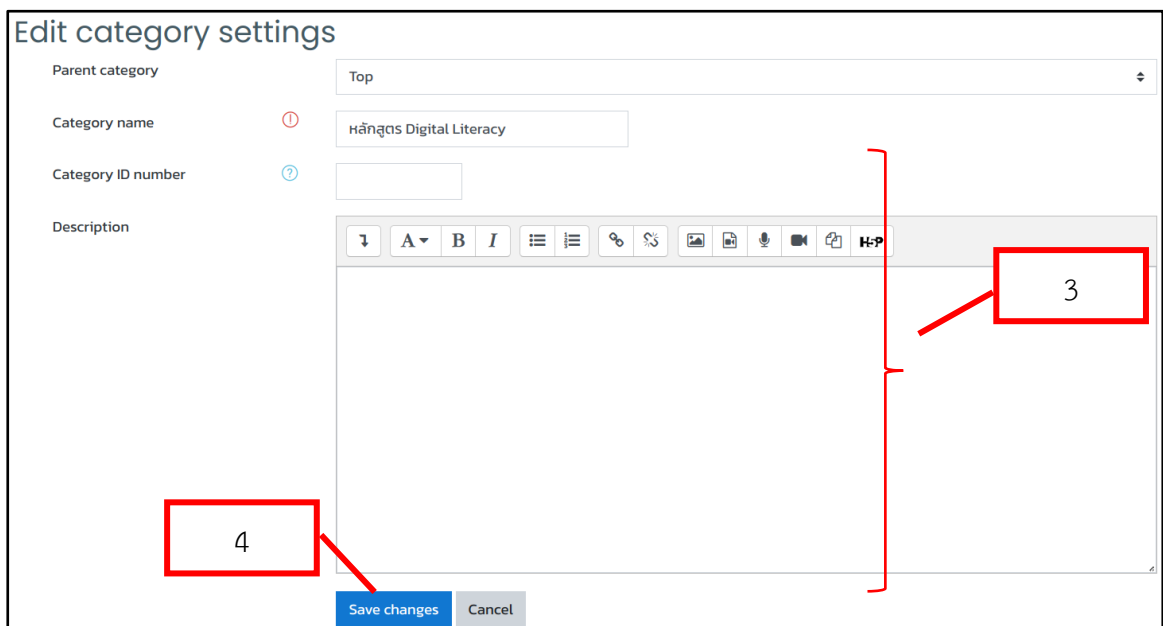 Edit category settings
Parent category
Top
Category name
หลักสูตร Digital Literacy
Category ID number
Description
A B I H5P
3
4
Save changes Cancel